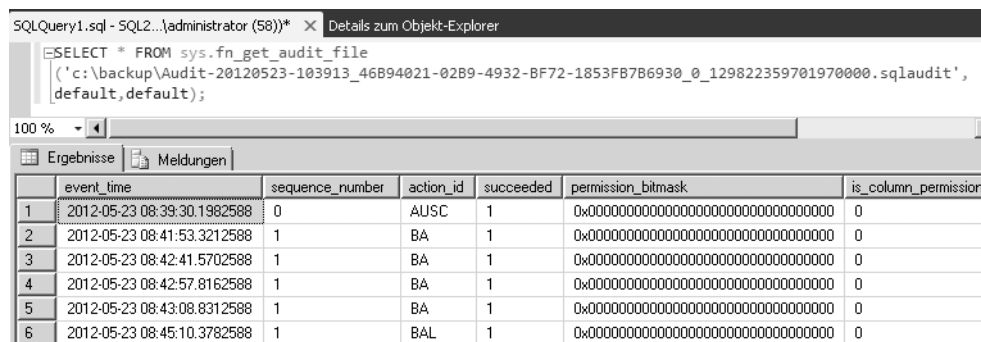 SQLQuery1.sql - SQL2...\administrator (58))* Details zum Objekt-Explorer
SELECT * FROM sys.fn_get_audit_file
('c:\backup\Audit-20120523-103913_46B94021-02B9-4932-BF72-1853FB7B6930_0_129822359701970000.sqlaudit',
default,default);
100 %
Ergebnisse Meldungen
event_time sequence_number action_id succeeded permission_bitmask is_column_permission
1 2012-05-23 08:39:30.1982588 0 AUSC 1 0x00000000000000000000000000000000 0
2 2012-05-23 08:41:53.3212588 1 BA 1 0x00000000000000000000000000000000 0
3 2012-05-23 08:42:41.5702588 1 BA 1 0x00000000000000000000000000000000 0
4 2012-05-23 08:42:57.8162588 1 BA 1 0x00000000000000000000000000000000 0
5 2012-05-23 08:43:08.8312588 1 BA 1 0x00000000000000000000000000000000 0
6 2012-05-23 08:45:10.3782588 1 BAL 1 0x00000000000000000000000000000000 0